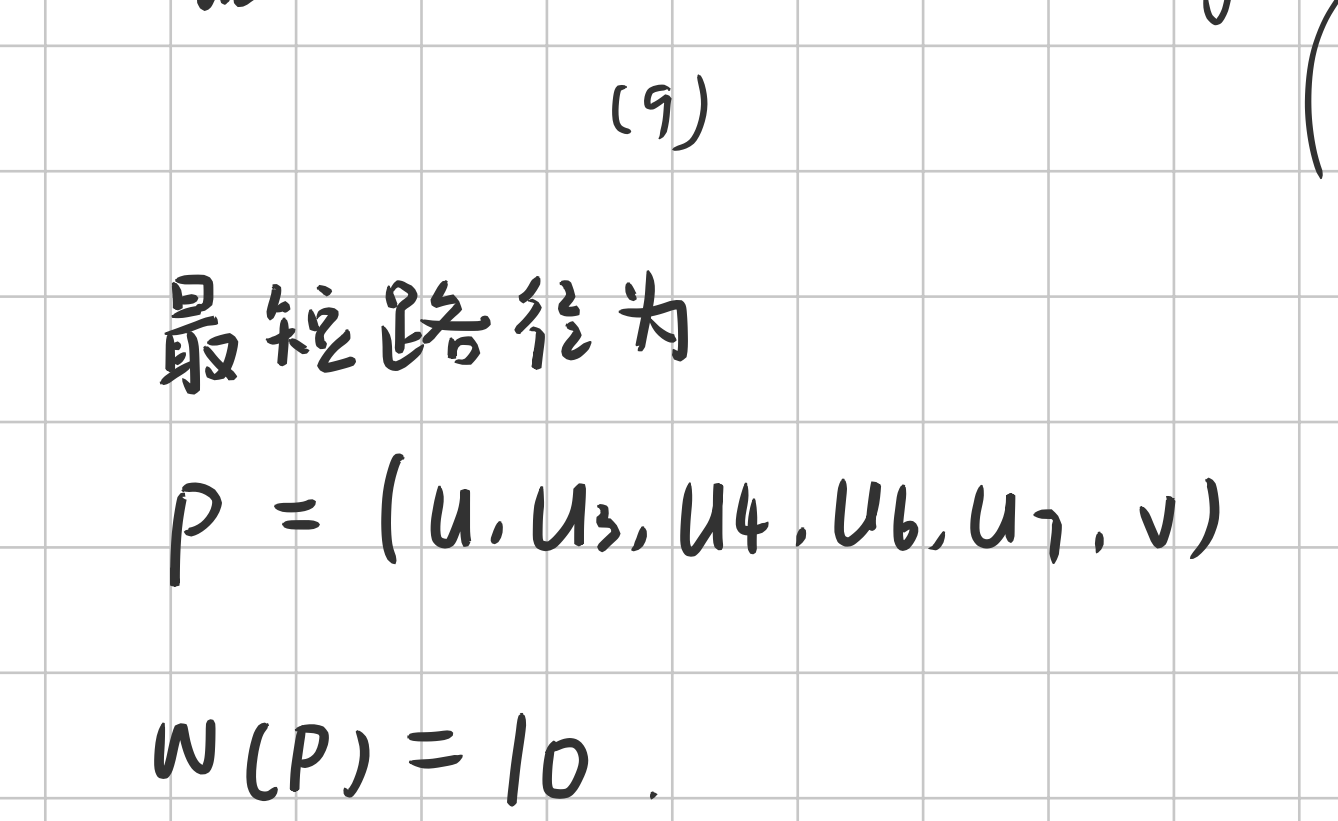 (9)
最短路径为
P = (u, u3, u4, u6, u7, v)
W(P) = 10.